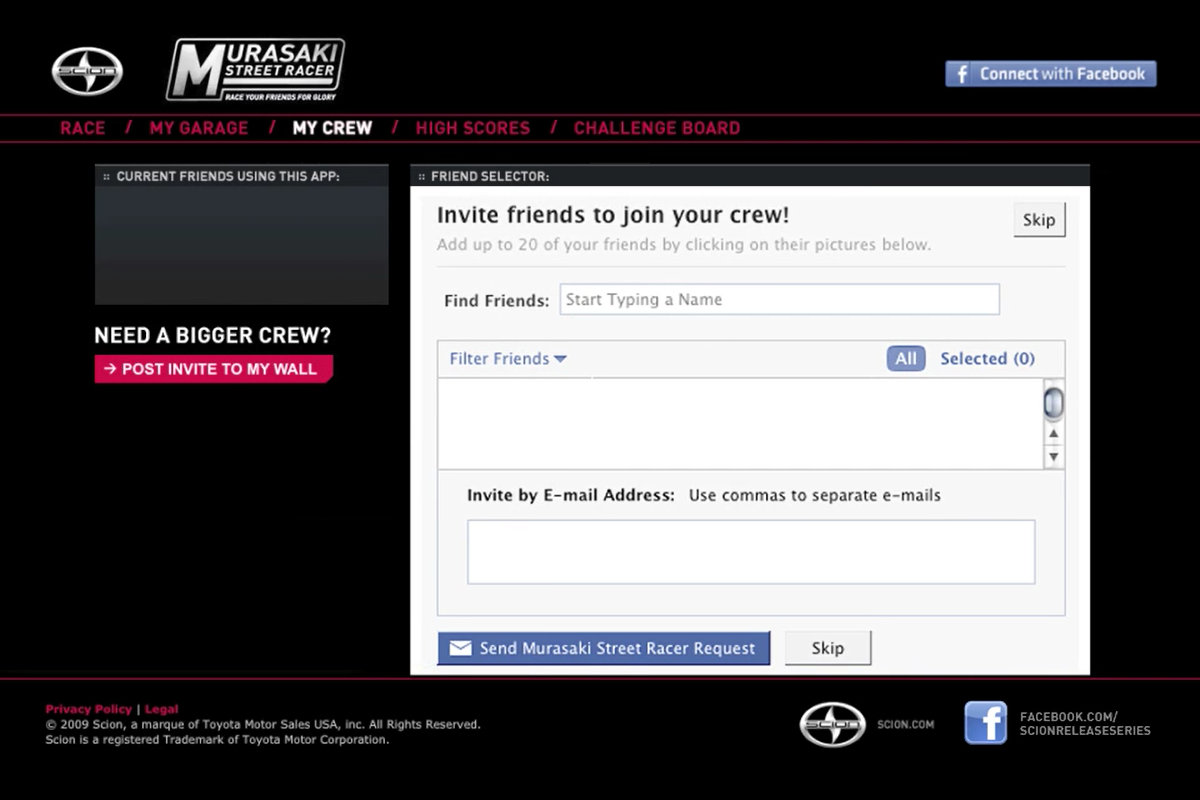 SCION
MURASAKI
STREET RACER
RACE YOUR FRIENDS FOR GLORY
f Connect with Facebook
RACE / MY GARAGE / MY CREW / HIGH SCORES / CHALLENGE BOARD
:: CURRENT FRIENDS USING THIS APP:
NEED A BIGGER CREW?
→ POST INVITE TO MY WALL
:: FRIEND SELECTOR:
Invite friends to join your crew!
Skip
Add up to 20 of your friends by clicking on their pictures below.
Find Friends: Start Typing a Name
Filter Friends All Selected (0)
Invite by E-mail Address: Use commas to separate e-mails
Send Murasaki Street Racer Request Skip
Privacy Policy | Legal
© 2009 Scion, a marque of Toyota Motor Sales USA, inc. All Rights Reserved.
Scion is a registered Trademark of Toyota Motor Corporation.
SCION SCION.COM
f FACEBOOK.COM/
SCIONRELEASESERIES